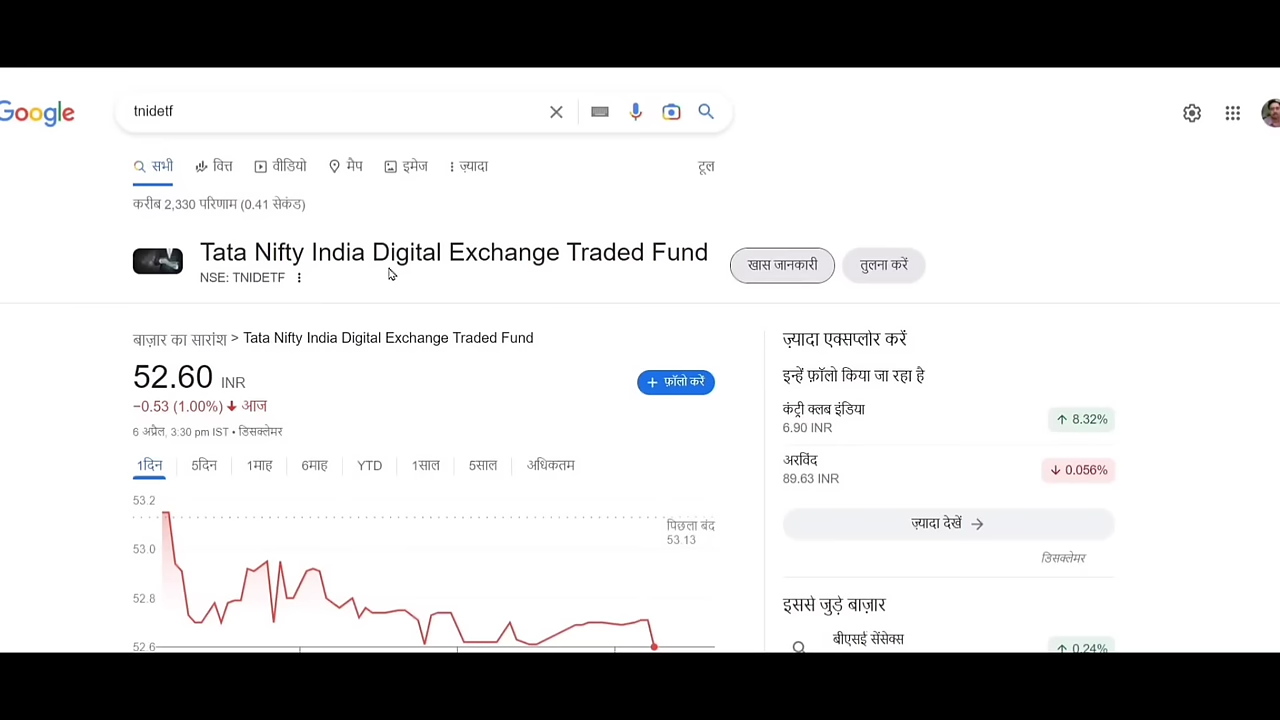 Google
tnidetf
सभी वित्त वीडियो मैप इमेज ज़्यादा टूल
करीब 2,330 परिणाम (0.41 सेकंड)
Tata Nifty India Digital Exchange Traded Fund
NSE: TNIDETF
खास जानकारी तुलना करें
बाज़ार का सारांश > Tata Nifty India Digital Exchange Traded Fund
52.60 INR
+ फ़ॉलो करें
−0.53 (1.00%) आज
6 अप्रैल, 3:30 pm IST • डिसक्लेमर
1दिन 5दिन 1माह 6माह YTD 1साल 5साल अधिकतम
53.2
पिछला बंद
53.13
53.0
52.8
52.6
ज़्यादा एक्सप्लोर करें
इन्हें फ़ॉलो किया जा रहा है
कंट्री क्लब इंडिया
6.90 INR
8.32%
अरविंद
89.63 INR
0.056%
ज़्यादा देखें
डिसक्लेमर
इससे जुड़े बाज़ार
बीएसई सेंसेक्स
0.24%